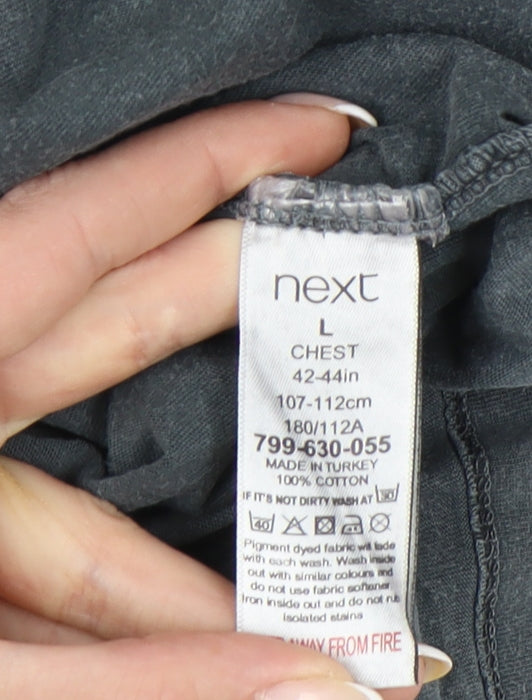 next
L
CHEST
42-44in
107-112cm
180/112A
799-630-055
MADE IN TURKEY
100% COTTON
IF IT'S NOT DIRTY WASH AT 30
40
Pigment dyed fabric will fade
with each wash. Wash inside
out with similar colours and
do not use fabric softener
Iron inside out and do not rub
isolated stains
AWAY FROM FIRE